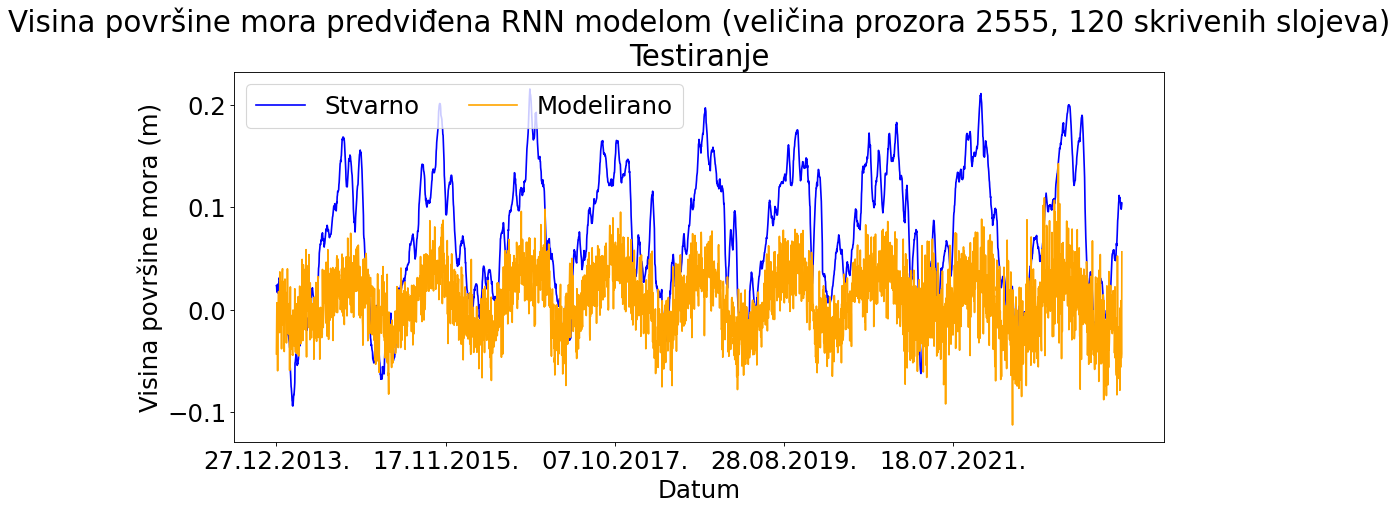 Visina površine mora predviđena RNN modelom (veličina prozora 2555, 120 skrivenih slojeva)
Testiranje
Stvarno Modelirano
Visina površine mora (m)
0.2
0.1
0.0
−0.1
27.12.2013. 17.11.2015. 07.10.2017. 28.08.2019. 18.07.2021.
Datum